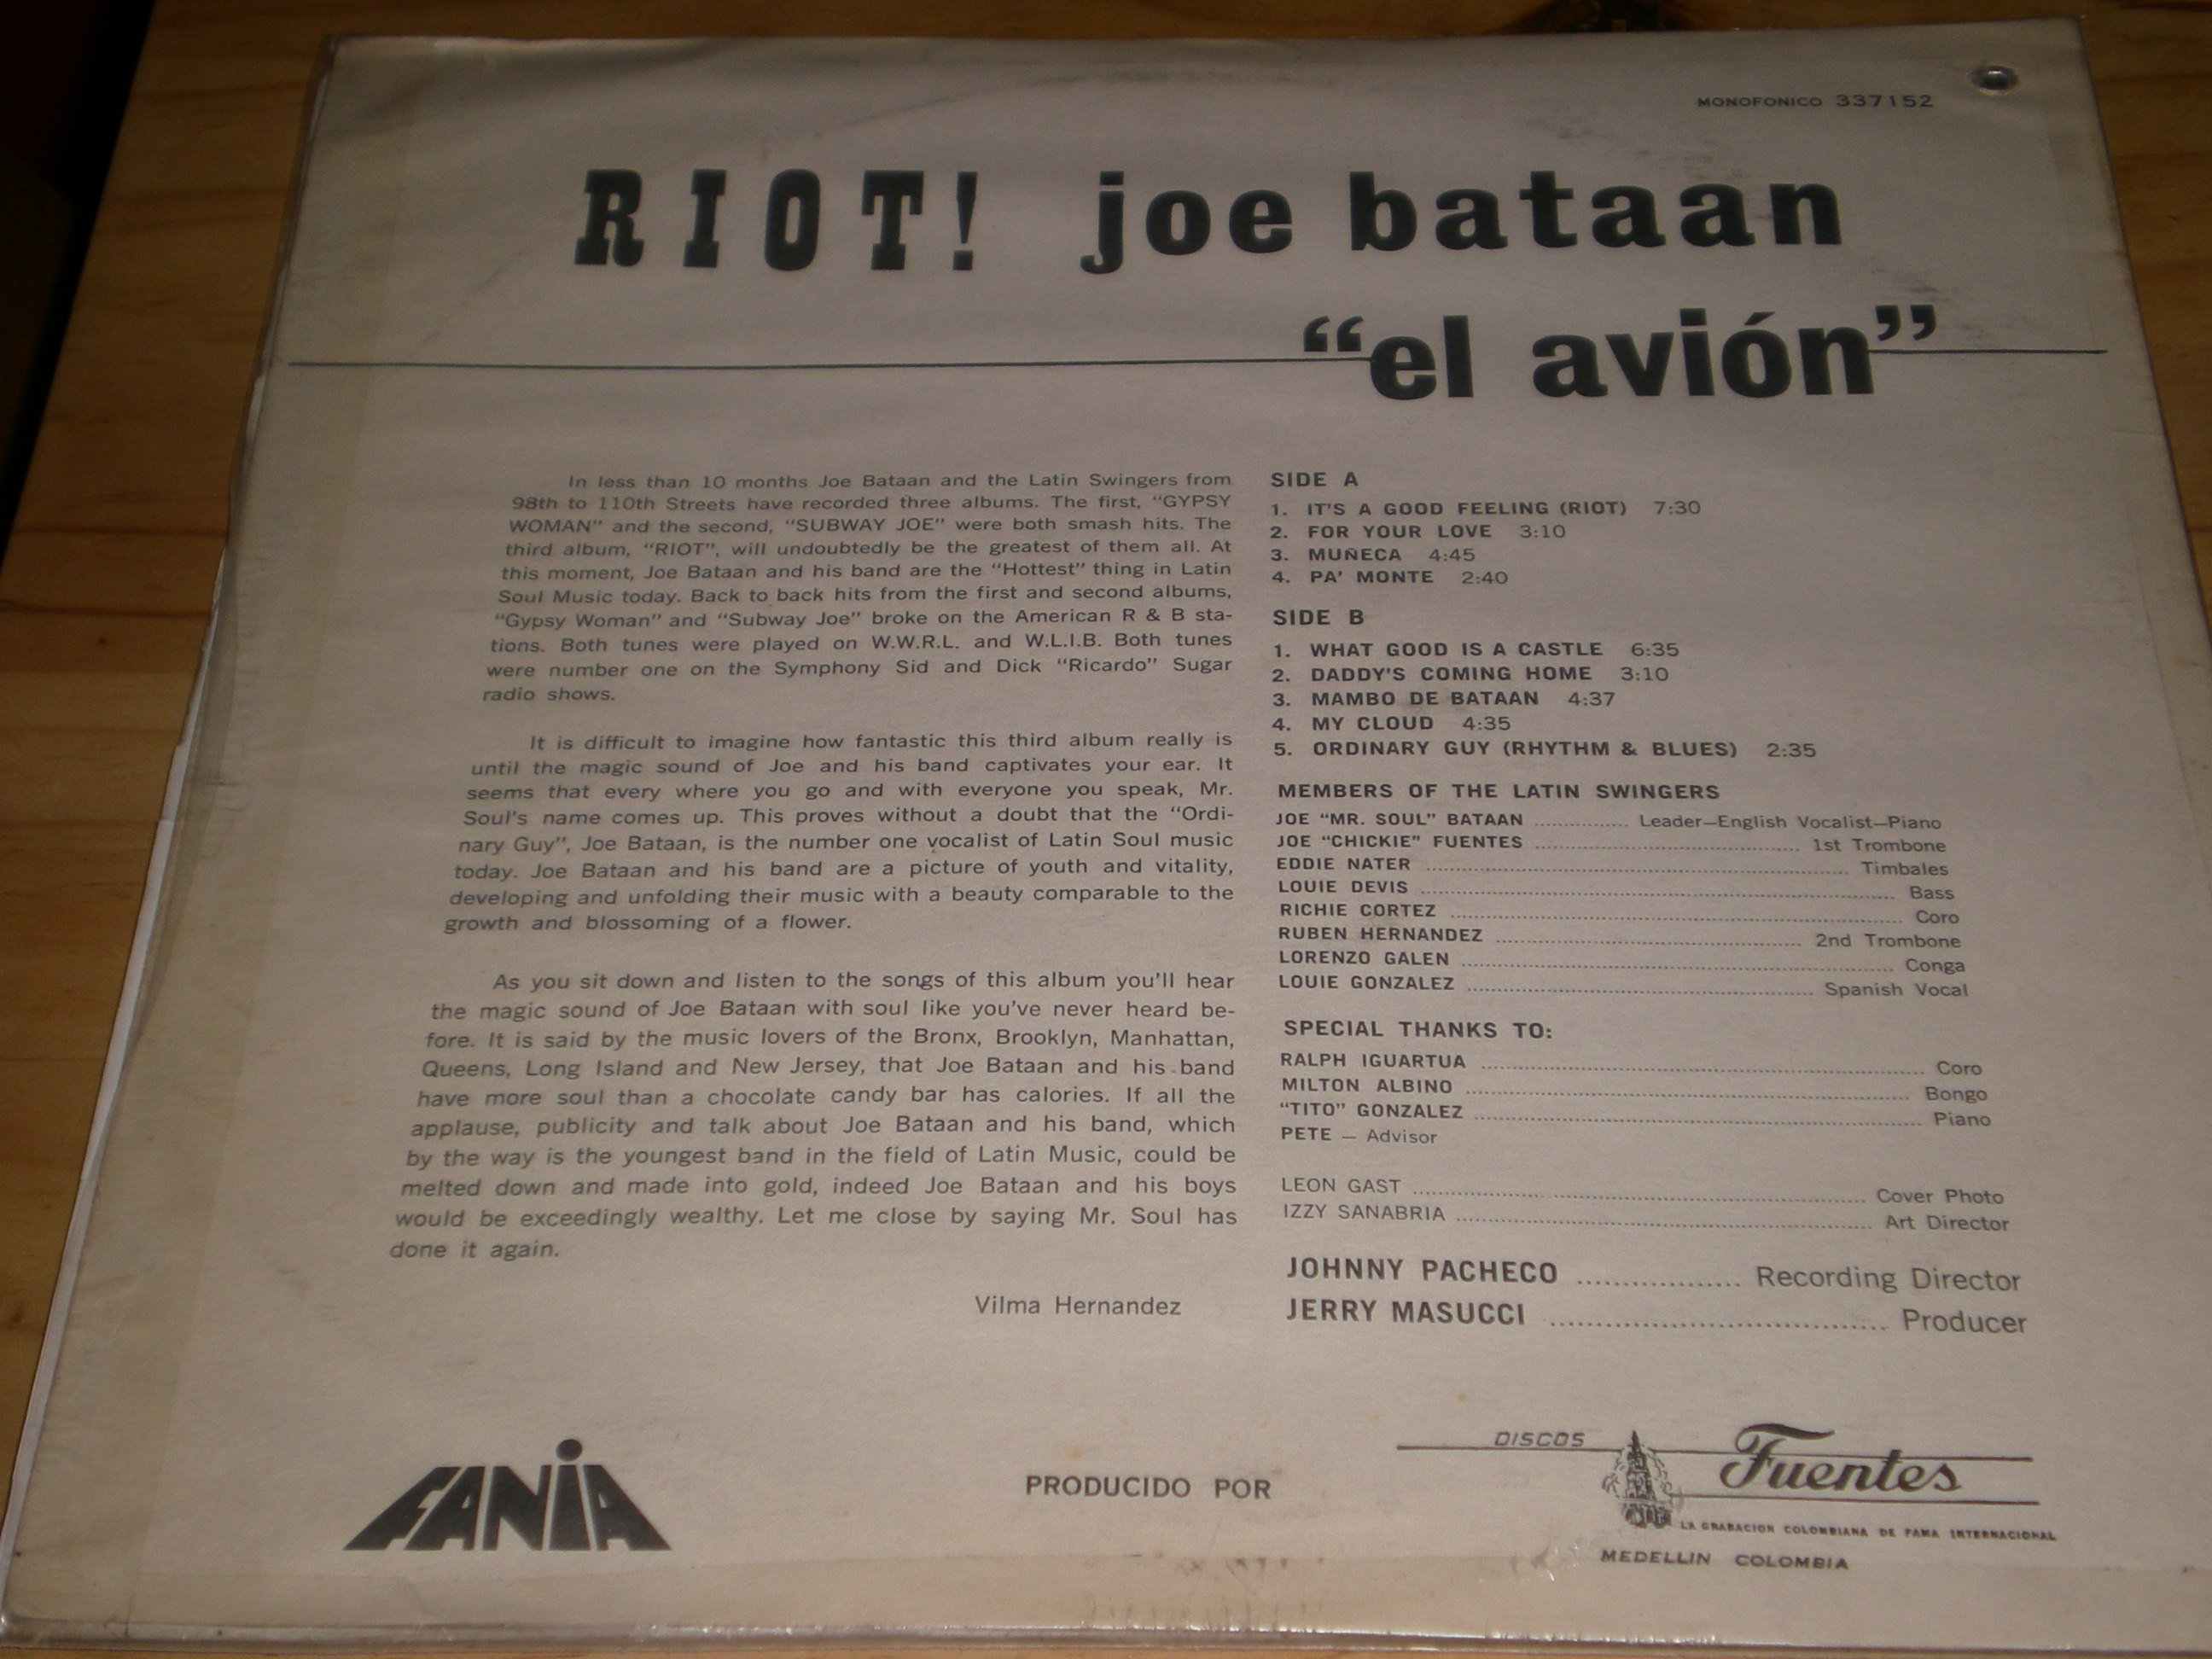 MONOFONICO 337152
RIOT! joe bataan
“el avión”
In less than 10 months Joe Bataan and the Latin Swingers from
98th to 110th Streets have recorded three albums. The first, “GYPSY
WOMAN” and the second, “SUBWAY JOE” were both smash hits. The
third album, “RIOT”, will undoubtedly be the greatest of them all. At
this moment, Joe Bataan and his band are the “Hottest” thing in Latin
Soul Music today. Back to back hits from the first and second albums,
“Gypsy Woman” and “Subway Joe” broke on the American R & B sta-
tions. Both tunes were played on W.W.R.L. and W.L.I.B. Both tunes
were number one on the Symphony Sid and Dick “Ricardo” Sugar
radio shows.
It is difficult to imagine how fantastic this third album really is
until the magic sound of Joe and his band captivates your ear. It
seems that every where you go and with everyone you speak, Mr.
Soul's name comes up. This proves without a doubt that the “Ordi-
nary Guy”, Joe Bataan, is the number one vocalist of Latin Soul music
today. Joe Bataan and his band are a picture of youth and vitality,
developing and unfolding their music with a beauty comparable to the
growth and blossoming of a flower.
As you sit down and listen to the songs of this album you'll hear
the magic sound of Joe Bataan with soul like you've never heard be-
fore. It is said by the music lovers of the Bronx, Brooklyn, Manhattan,
Queens, Long Island and New Jersey, that Joe Bataan and his band
have more soul than a chocolate candy bar has calories. If all the
applause, publicity and talk about Joe Bataan and his band, which
by the way is the youngest band in the field of Latin Music, could be
melted down and made into gold, indeed Joe Bataan and his boys
would be exceedingly wealthy. Let me close by saying Mr. Soul has
done it again.
Vilma Hernandez
SIDE A
1. IT'S A GOOD FEELING (RIOT) 7:30
2. FOR YOUR LOVE 3:10
3. MUÑECA 4:45
4. PA' MONTE 2:40
SIDE B
1. WHAT GOOD IS A CASTLE 6:35
2. DADDY'S COMING HOME 3:10
3. MAMBO DE BATAAN 4:37
4. MY CLOUD 4:35
5. ORDINARY GUY (RHYTHM & BLUES) 2:35
MEMBERS OF THE LATIN SWINGERS
JOE “MR. SOUL” BATAAN ............ Leader—English Vocalist—Piano
JOE “CHICKIE” FUENTES ............ 1st Trombone
EDDIE NATER ............ Timbales
LOUIE DEVIS ............ Bass
RICHIE CORTEZ ............ Coro
RUBEN HERNANDEZ ............ 2nd Trombone
LORENZO GALEN ............ Conga
LOUIE GONZALEZ ............ Spanish Vocal
SPECIAL THANKS TO:
RALPH IGUARTUA ............ Coro
MILTON ALBINO ............ Bongo
“TITO” GONZALEZ ............ Piano
PETE — Advisor
LEON GAST ............ Cover Photo
IZZY SANABRIA ............ Art Director
JOHNNY PACHECO ............ Recording Director
JERRY MASUCCI ............ Producer
FANIA
PRODUCIDO POR
DISCOS Fuentes
LA GRABACION COLOMBIANA DE FAMA INTERNACIONAL
MEDELLIN COLOMBIA